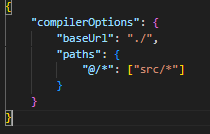 {
    "compilerOptions": {
        "baseUrl": "./",
        "paths": {
            "@/*": ["src/*"]
        }
    }
}